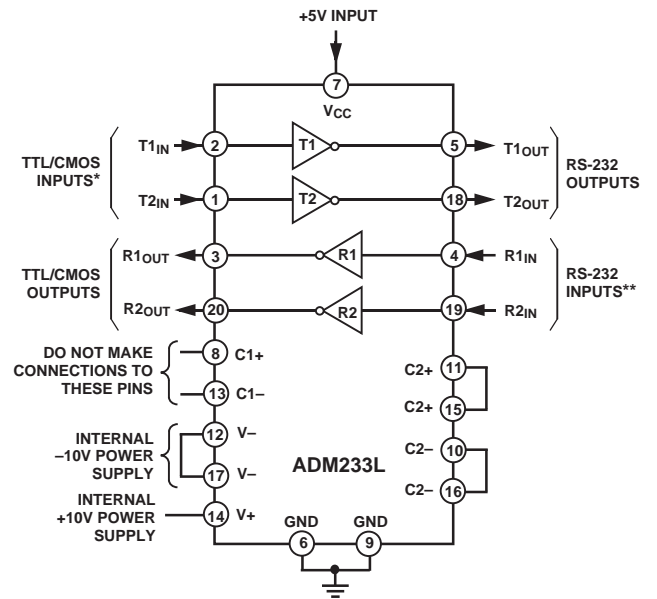 +5V INPUT
7
VCC
TTL/CMOS
INPUTS*
T1IN
2
T1
5
T1OUT
T2IN
1
T2
18
T2OUT
RS-232
OUTPUTS
TTL/CMOS
OUTPUTS
R1OUT
3
R1
4
R1IN
R2OUT
20
R2
19
R2IN
RS-232
INPUTS**
DO NOT MAKE
CONNECTIONS TO
THESE PINS
8
C1+
13
C1–
11
C2+
15
C2+
INTERNAL
–10V POWER
SUPPLY
12
V–
17
V–
10
C2–
16
C2–
ADM233L
INTERNAL
+10V POWER
SUPPLY
14
V+
GND
GND
6
9